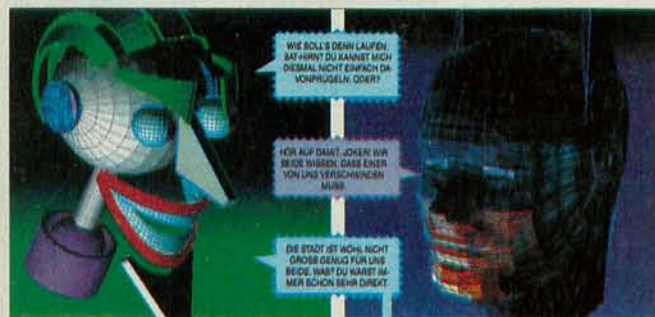 WIE SOLL'S DENN LAUFEN,
BAT-HIRN? DU KANNST MICH
DIESMAL NICHT EINFACH DA-
VONPRÜGELN, ODER?
HÖR AUF DAMIT, JOKER! WIR
BEIDE WISSEN, DASS EINER
VON UNS VERSCHWINDEN
MUSS.
DIE STADT IST WOHL NICHT
GROSS GENUG FÜR UNS
BEIDE, WAS? DU WARST IM-
MER SCHON SEHR DIREKT.